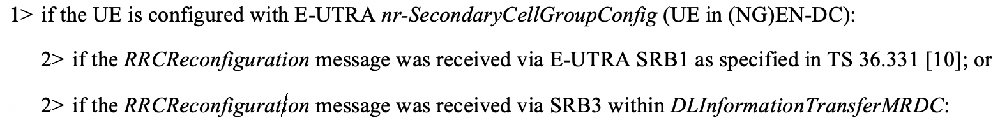 1> if the UE is configured with E-UTRA nr-SecondaryCellGroupConfig (UE in (NG)EN-DC):
2> if the RRCReconfiguration message was received via E-UTRA SRB1 as specified in TS 36.331 [10]; or
2> if the RRCReconfiguration message was received via SRB3 within DLInformationTransferMRDC: